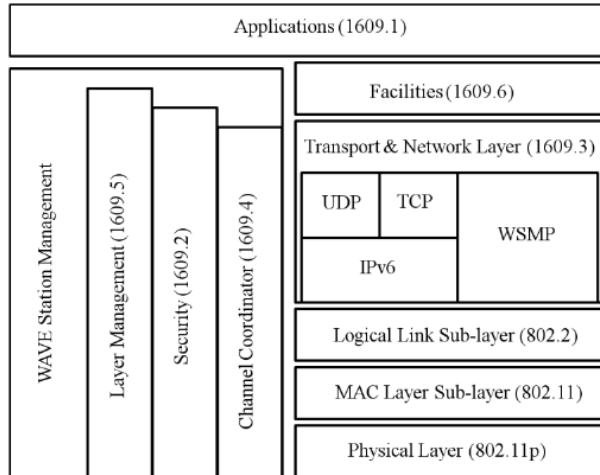 Applications (1609.1)
WAVE Station Management
Layer Management (1609.5)
Security (1609.2)
Channel Coordinator (1609.4)
Facilities (1609.6)
Transport & Network Layer (1609.3)
UDP
TCP
WSMP
IPv6
Logical Link Sub-layer (802.2)
MAC Layer Sub-layer (802.11)
Physical Layer (802.11p)